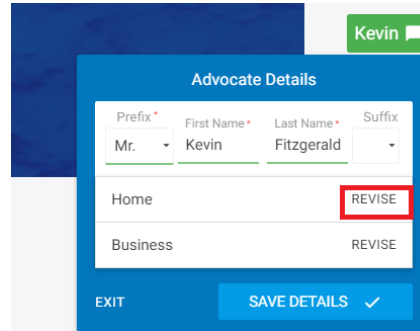 Kevin
Advocate Details
Prefix * First Name * Last Name * Suffix
Mr. Kevin Fitzgerald
Home REVISE
Business REVISE
EXIT SAVE DETAILS